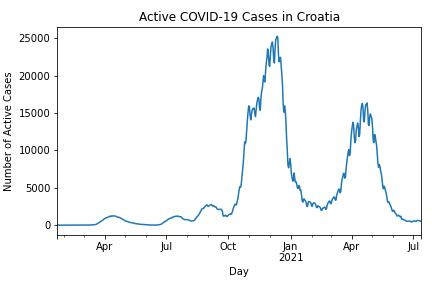 Active COVID-19 Cases in Croatia
Number of Active Cases
25000
20000
15000
10000
5000
0
Apr Jul Oct Jan Apr Jul
2021
Day